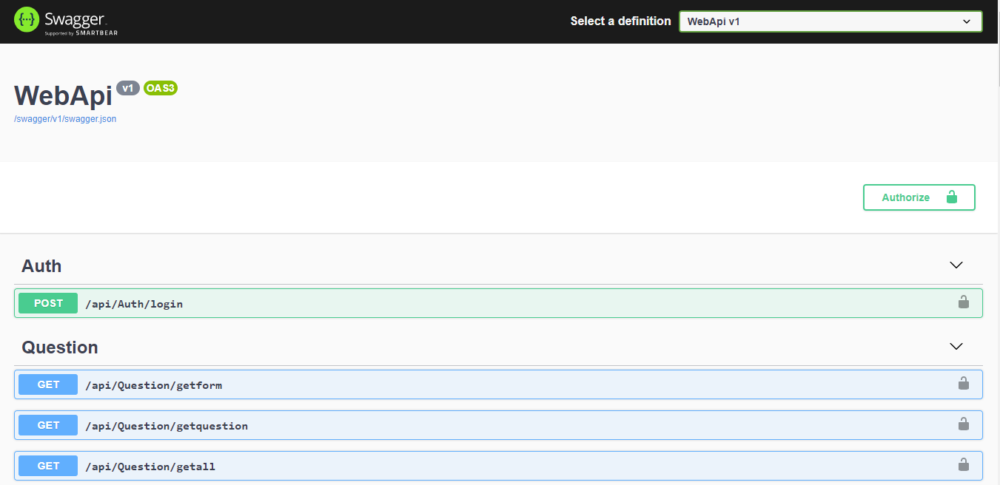 Swagger
Supported by SMARTBEAR
Select a definition
WebApi v1
WebApi v1 OAS3
/swagger/v1/swagger.json
Authorize
Auth
POST /api/Auth/login
Question
GET /api/Question/getform
GET /api/Question/getquestion
GET /api/Question/getall